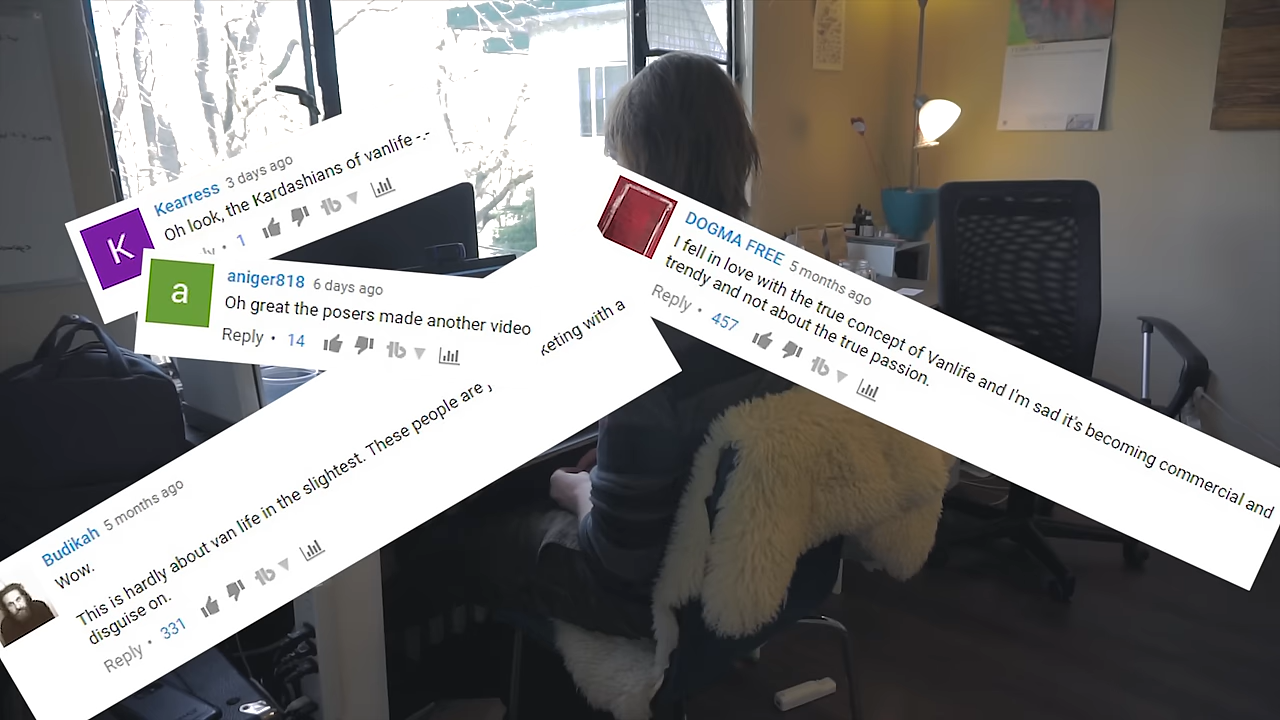 Kearress 3 days ago
Oh look, the Kardashians of vanlife -.-
1
aniger818 6 days ago
Oh great the posers made another video
Reply • 14
DOGMA FREE 5 months ago
I fell in love with the true concept of Vanlife and I'm sad it's becoming commercial and
trendy and not about the true passion.
Reply • 457
Budikah 5 months ago
Wow.
This is hardly about van life in the slightest. These people are
keting with a
disguise on.
Reply • 331
K
a